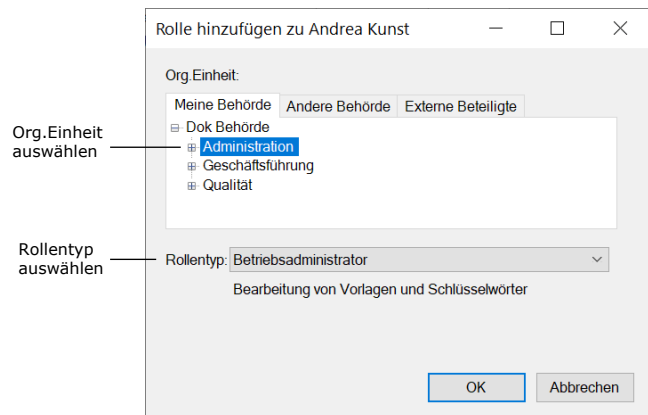 Rolle hinzufügen zu Andrea Kunst
Org.Einheit:
Meine Behörde Andere Behörde Externe Beteiligte
Dok Behörde
Org.Einheit
auswählen
Administration
Geschäftsführung
Qualität
Rollentyp
auswählen
Rollentyp: Betriebsadministrator
Bearbeitung von Vorlagen und Schlüsselwörter
OK Abbrechen